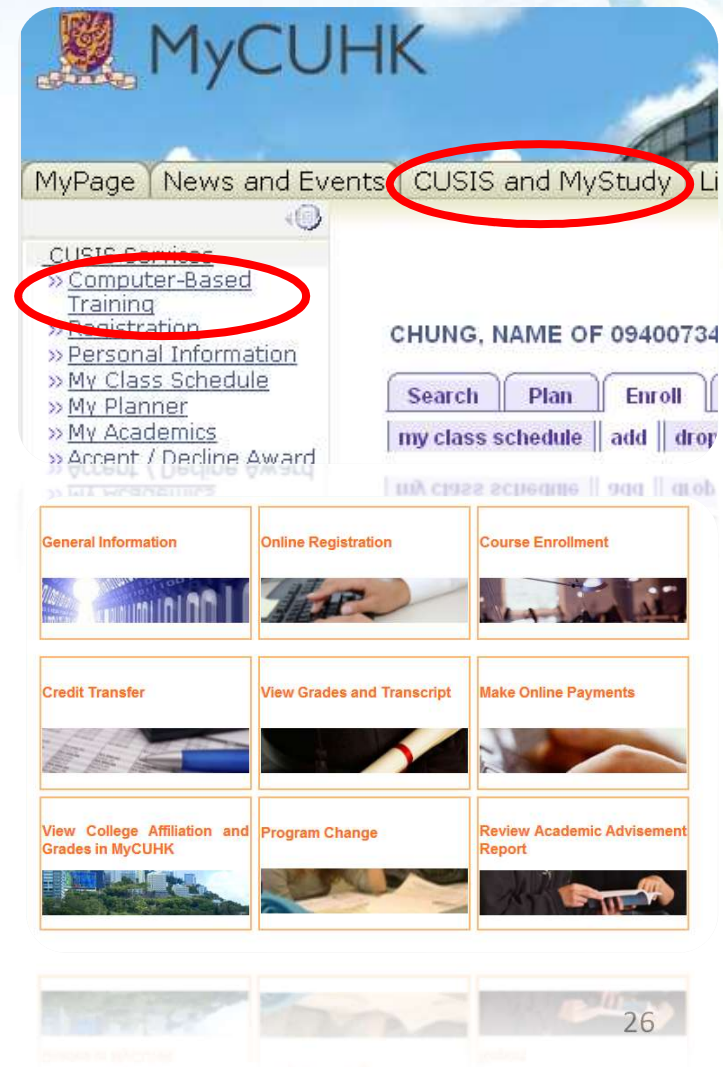 MyCUHK
MyPage News and Events CUSIS and MyStudy Li
CUSIS Services
» Computer-Based
Training
» Registration
» Personal Information
» My Class Schedule
» My Planner
» My Academics
» Accept / Decline Award
CHUNG, NAME OF 09400734
Search Plan Enroll
my class schedule add drop
General Information
Online Registration
Course Enrollment
Credit Transfer
View Grades and Transcript
Make Online Payments
View College Affiliation and
Grades in MyCUHK
Program Change
Review Academic Advisement
Report
26